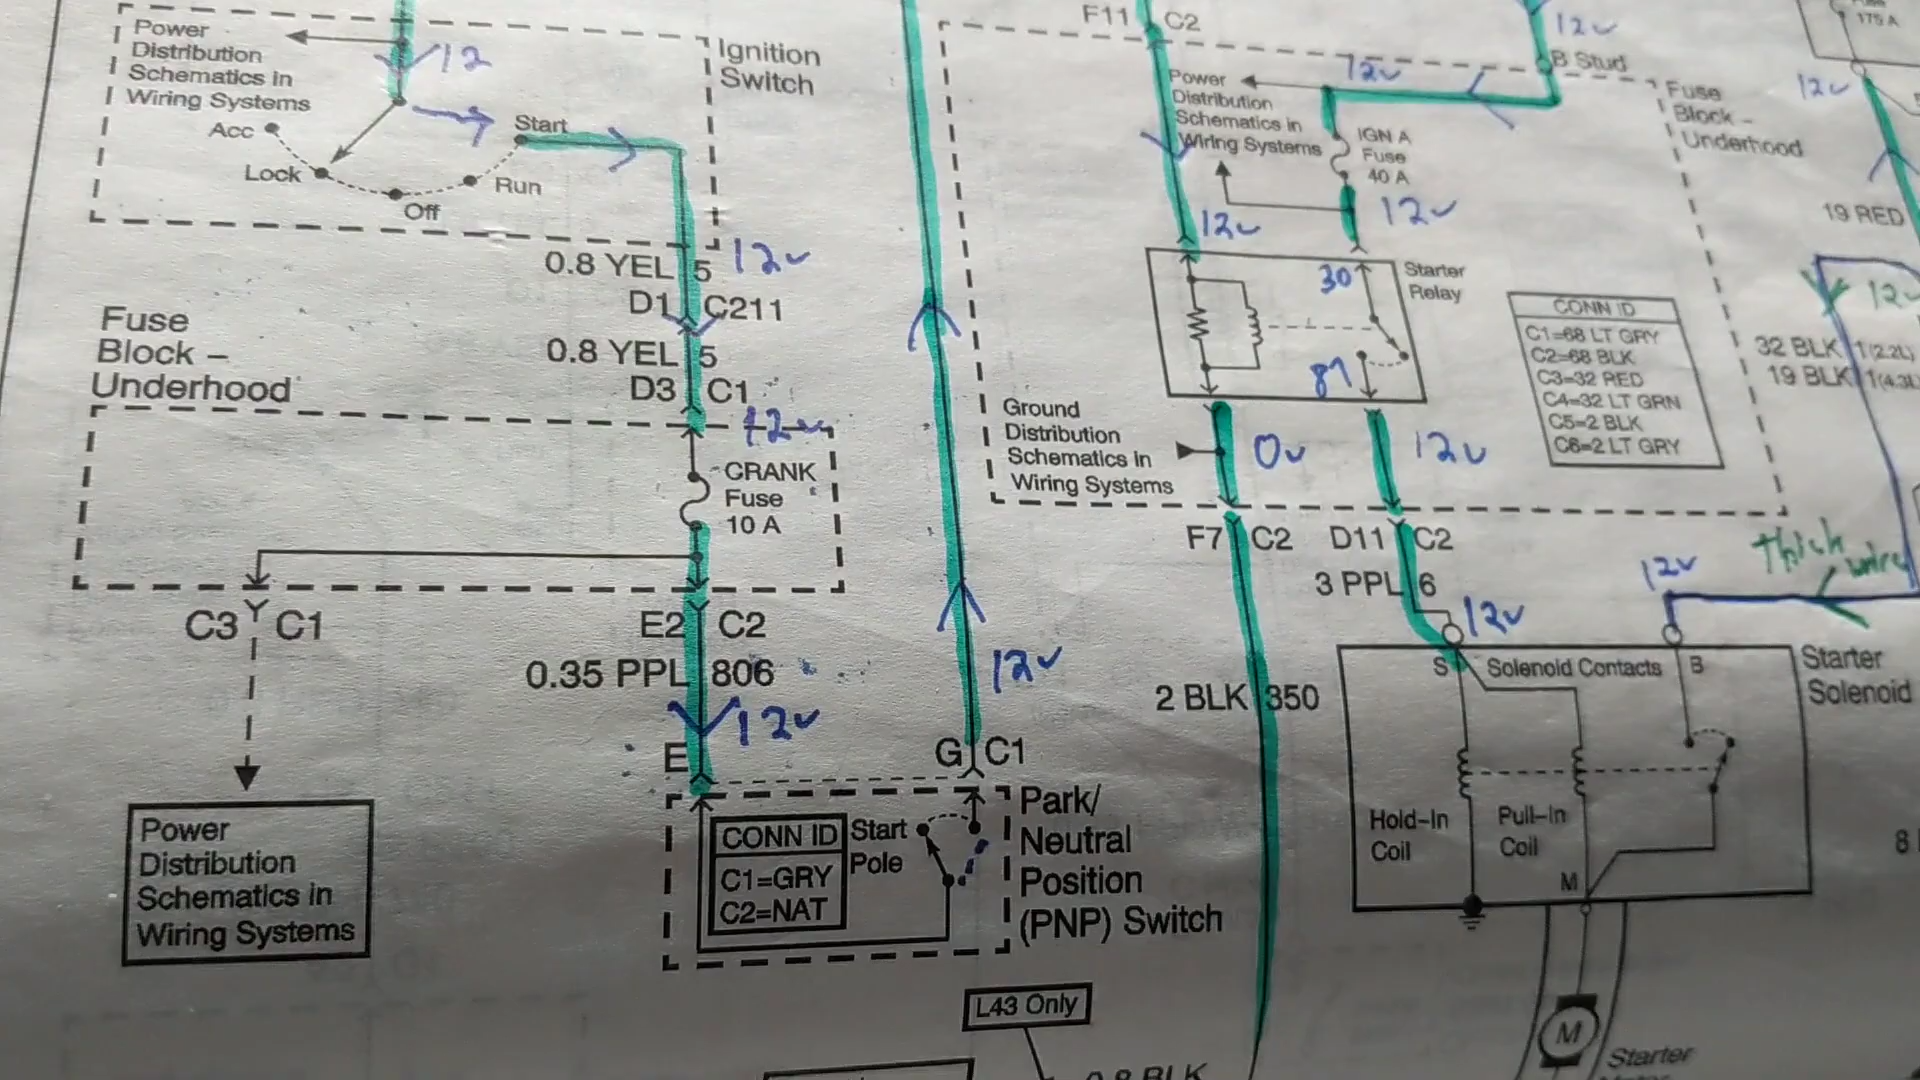 Power
Distribution
Schematics in
Wiring Systems
12
Ignition
Switch
Acc
Lock
Off
Run
Start
0.8 YEL 5
12v
D1 C211
0.8 YEL 5
D3 C1
Fuse
Block –
Underhood
12v
CRANK
Fuse
10 A
C3 C1
E2 C2
0.35 PPL 806
12v
E
G C1
12v
Power
Distribution
Schematics in
Wiring Systems
CONN ID
C1=GRY
C2=NAT
Start
Pole
Park/
Neutral
Position
(PNP) Switch
L43 Only
0.8 BLK
F11 C2
Power
Distribution
Schematics in
Wiring Systems
12v
12v
B Stud
IGN A
Fuse
40 A
12v
12v
Fuse
Block –
Underhood
30
87
Starter
Relay
CONN ID
C1=68 LT GRY
C2=68 BLK
C3=32 RED
C4=32 LT GRN
C5=2 BLK
C6=2 LT GRY
Ground
Distribution
Schematics in
Wiring Systems
0v
12v
F7 C2
D11 C2
3 PPL 6
2 BLK 350
12v
12v
thick
wire
S
Solenoid Contacts
B
Starter
Solenoid
Hold–In
Coil
Pull–In
Coil
M
M
Starter
175 A
12v
19 RED
12v
32 BLK 1 (2.2L)
19 BLK 1
8